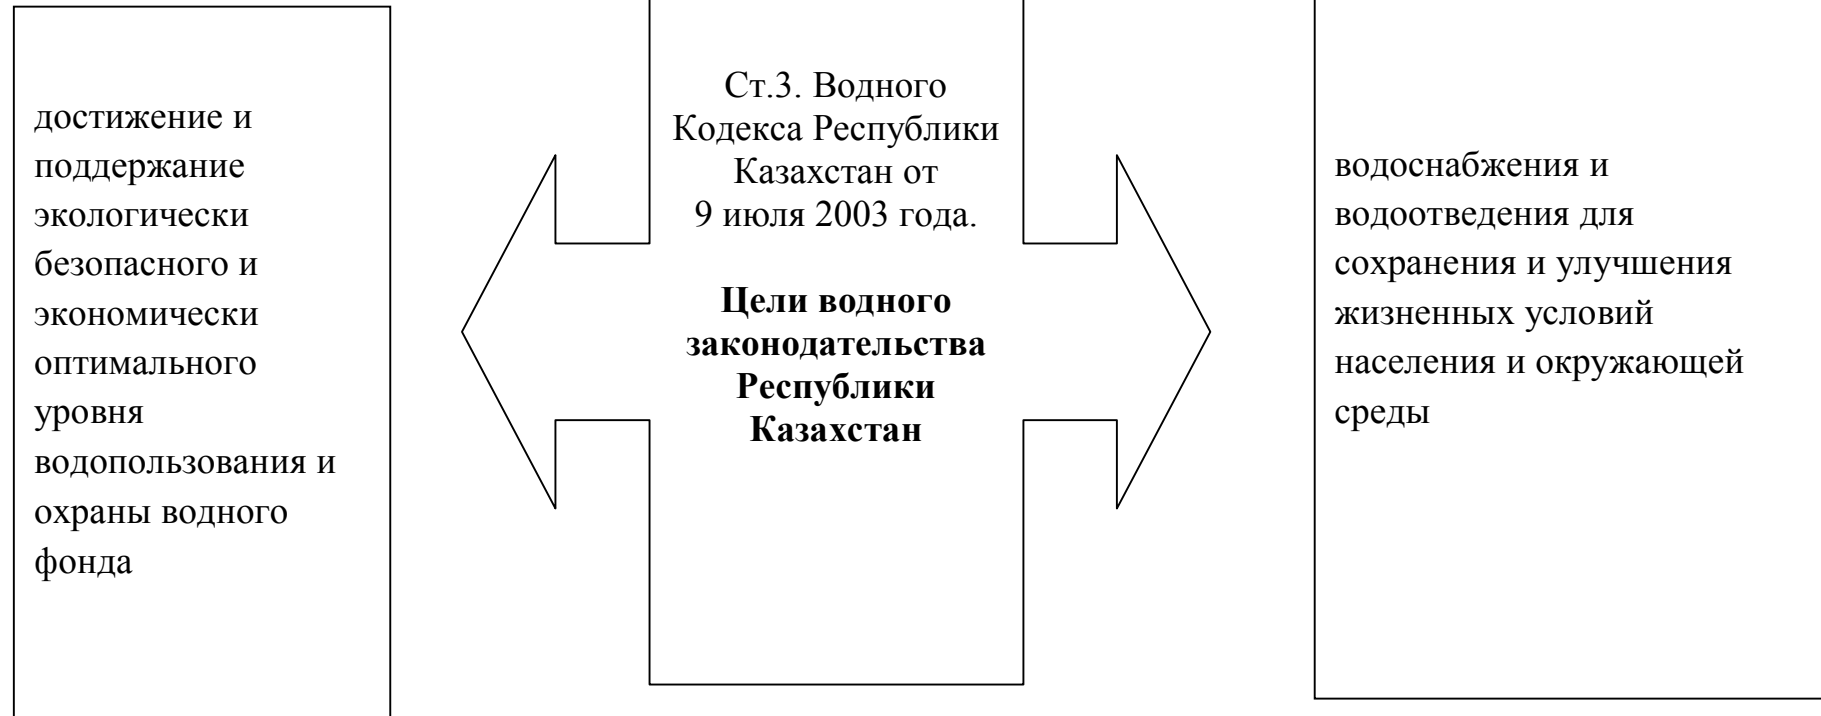 достижение и
поддержание
экологически
безопасного и
экономически
оптимального
уровня
водопользования и
охраны водного
фонда
Ст.3. Водного
Кодекса Республики
Казахстан от
9 июля 2003 года.
Цели водного
законодательства
Республики
Казахстан
водоснабжения и
водоотведения для
сохранения и улучшения
жизненных условий
населения и окружающей
среды